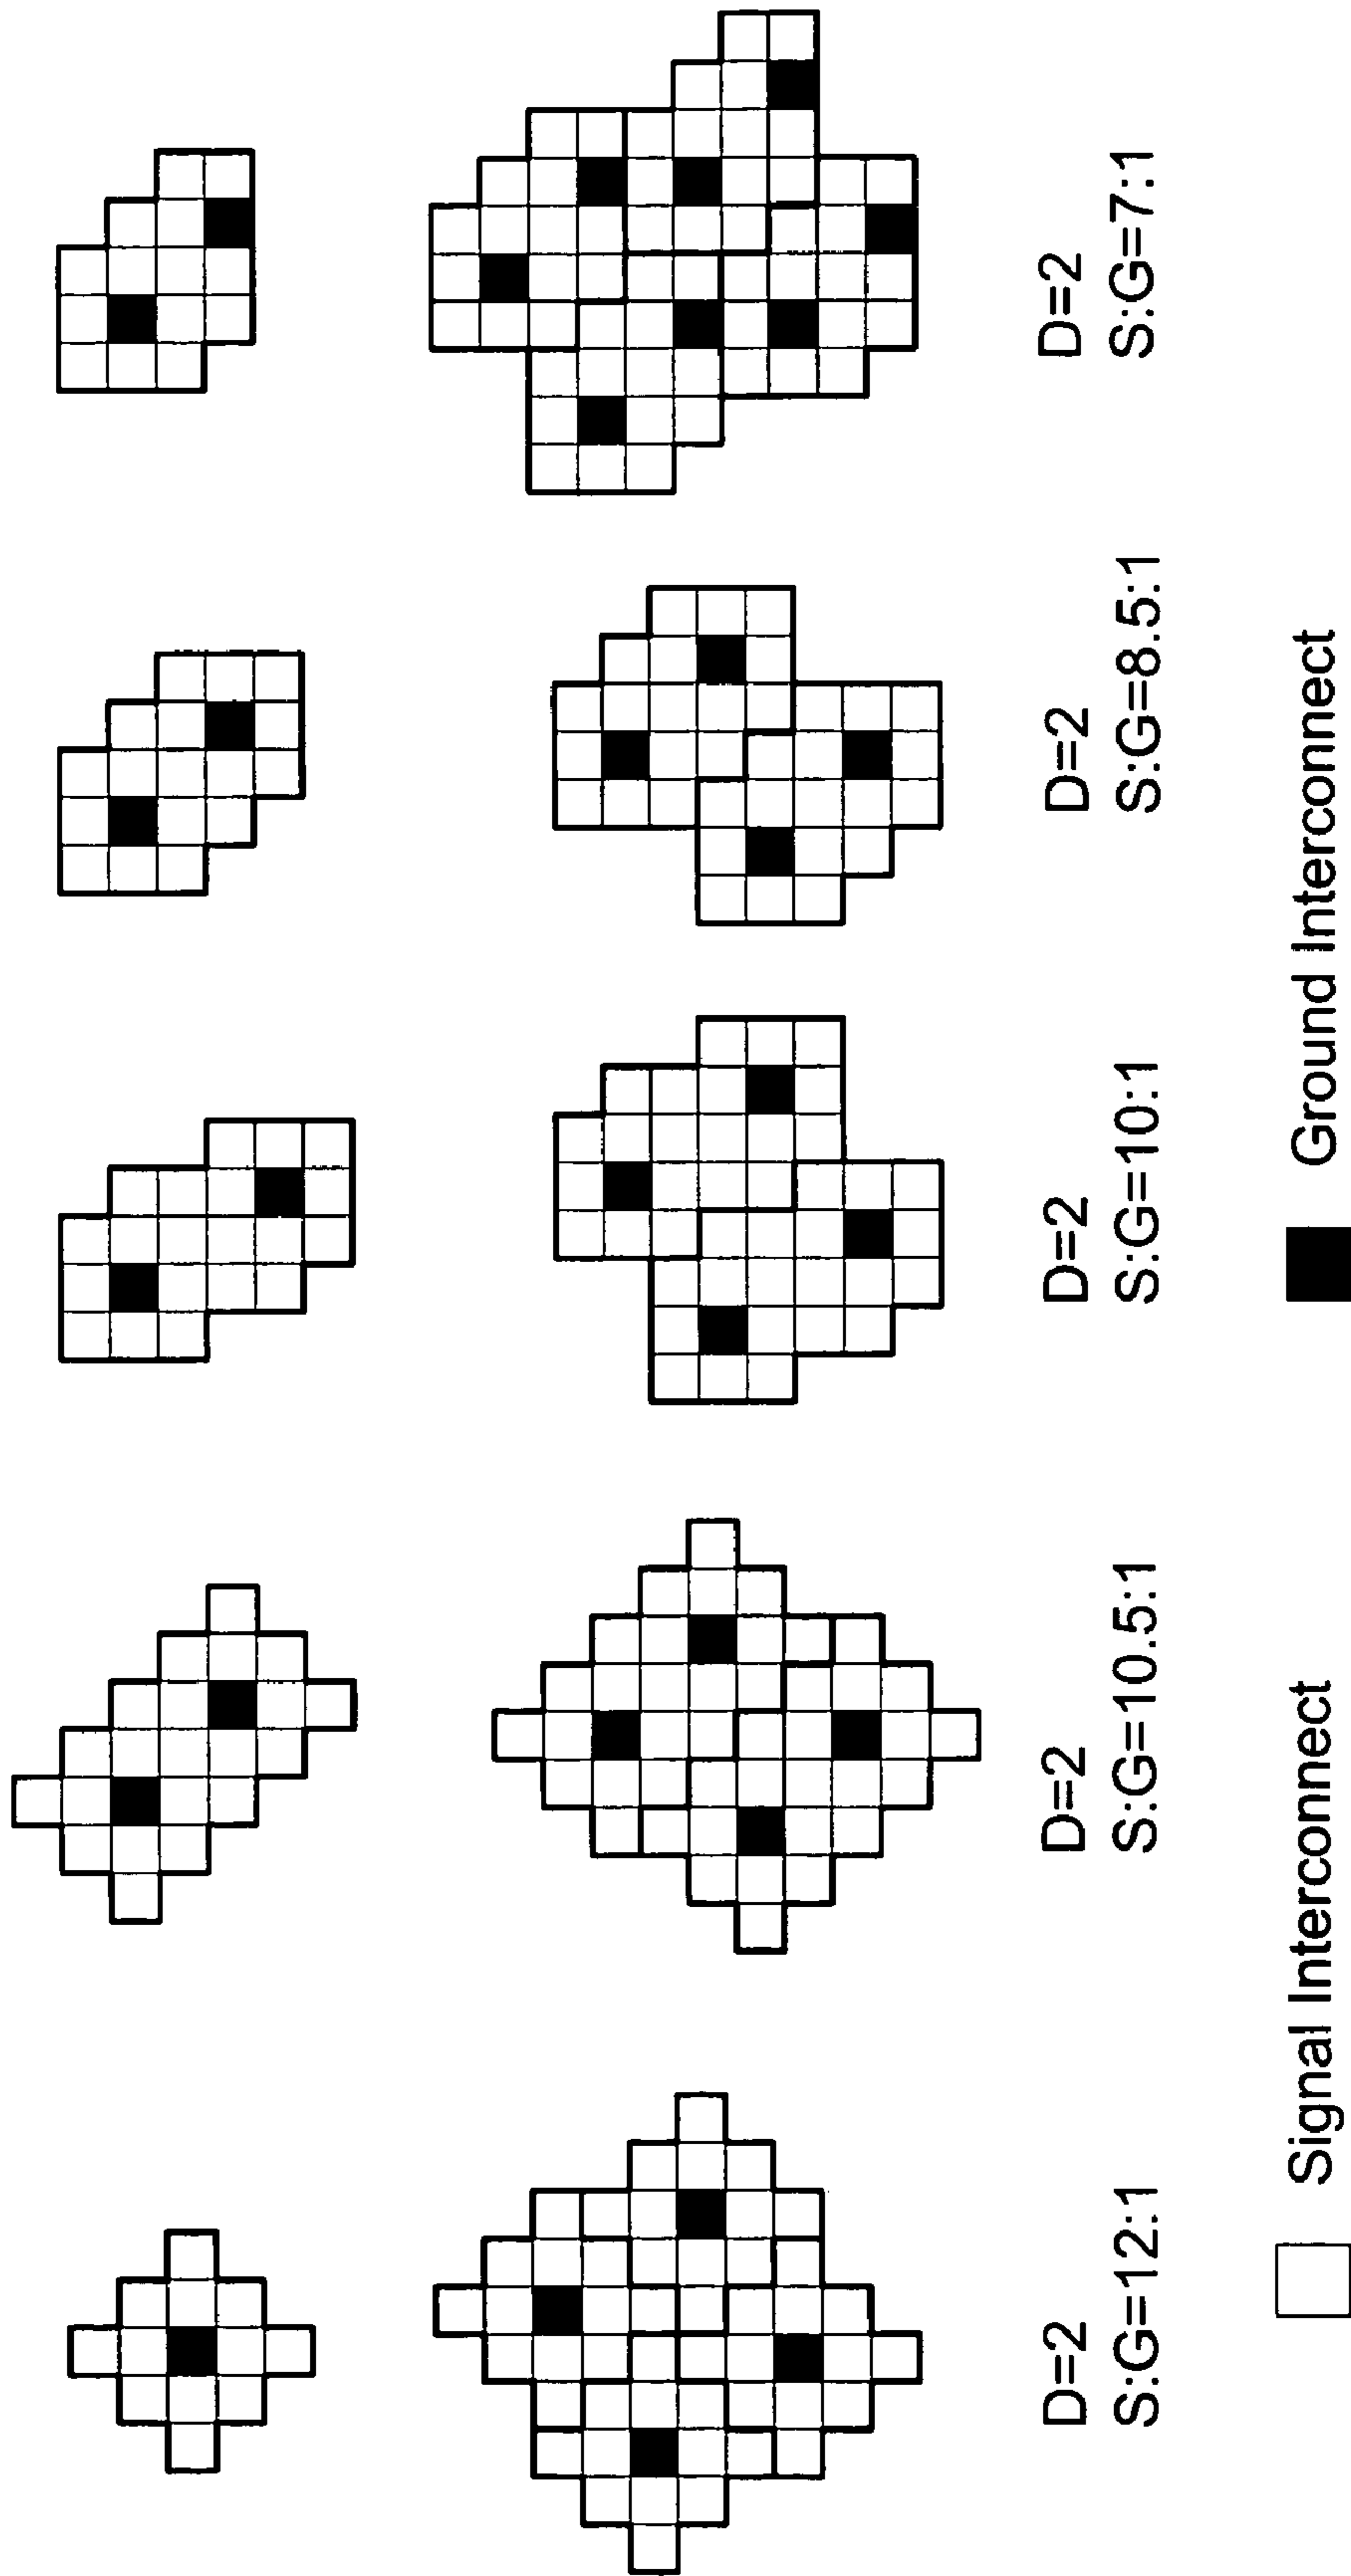 D=2
S:G=12:1
D=2
S:G=10.5:1
D=2
S:G=10:1
D=2
S:G=8.5:1
D=2
S:G=7:1
Signal Interconnect
Ground Interconnect